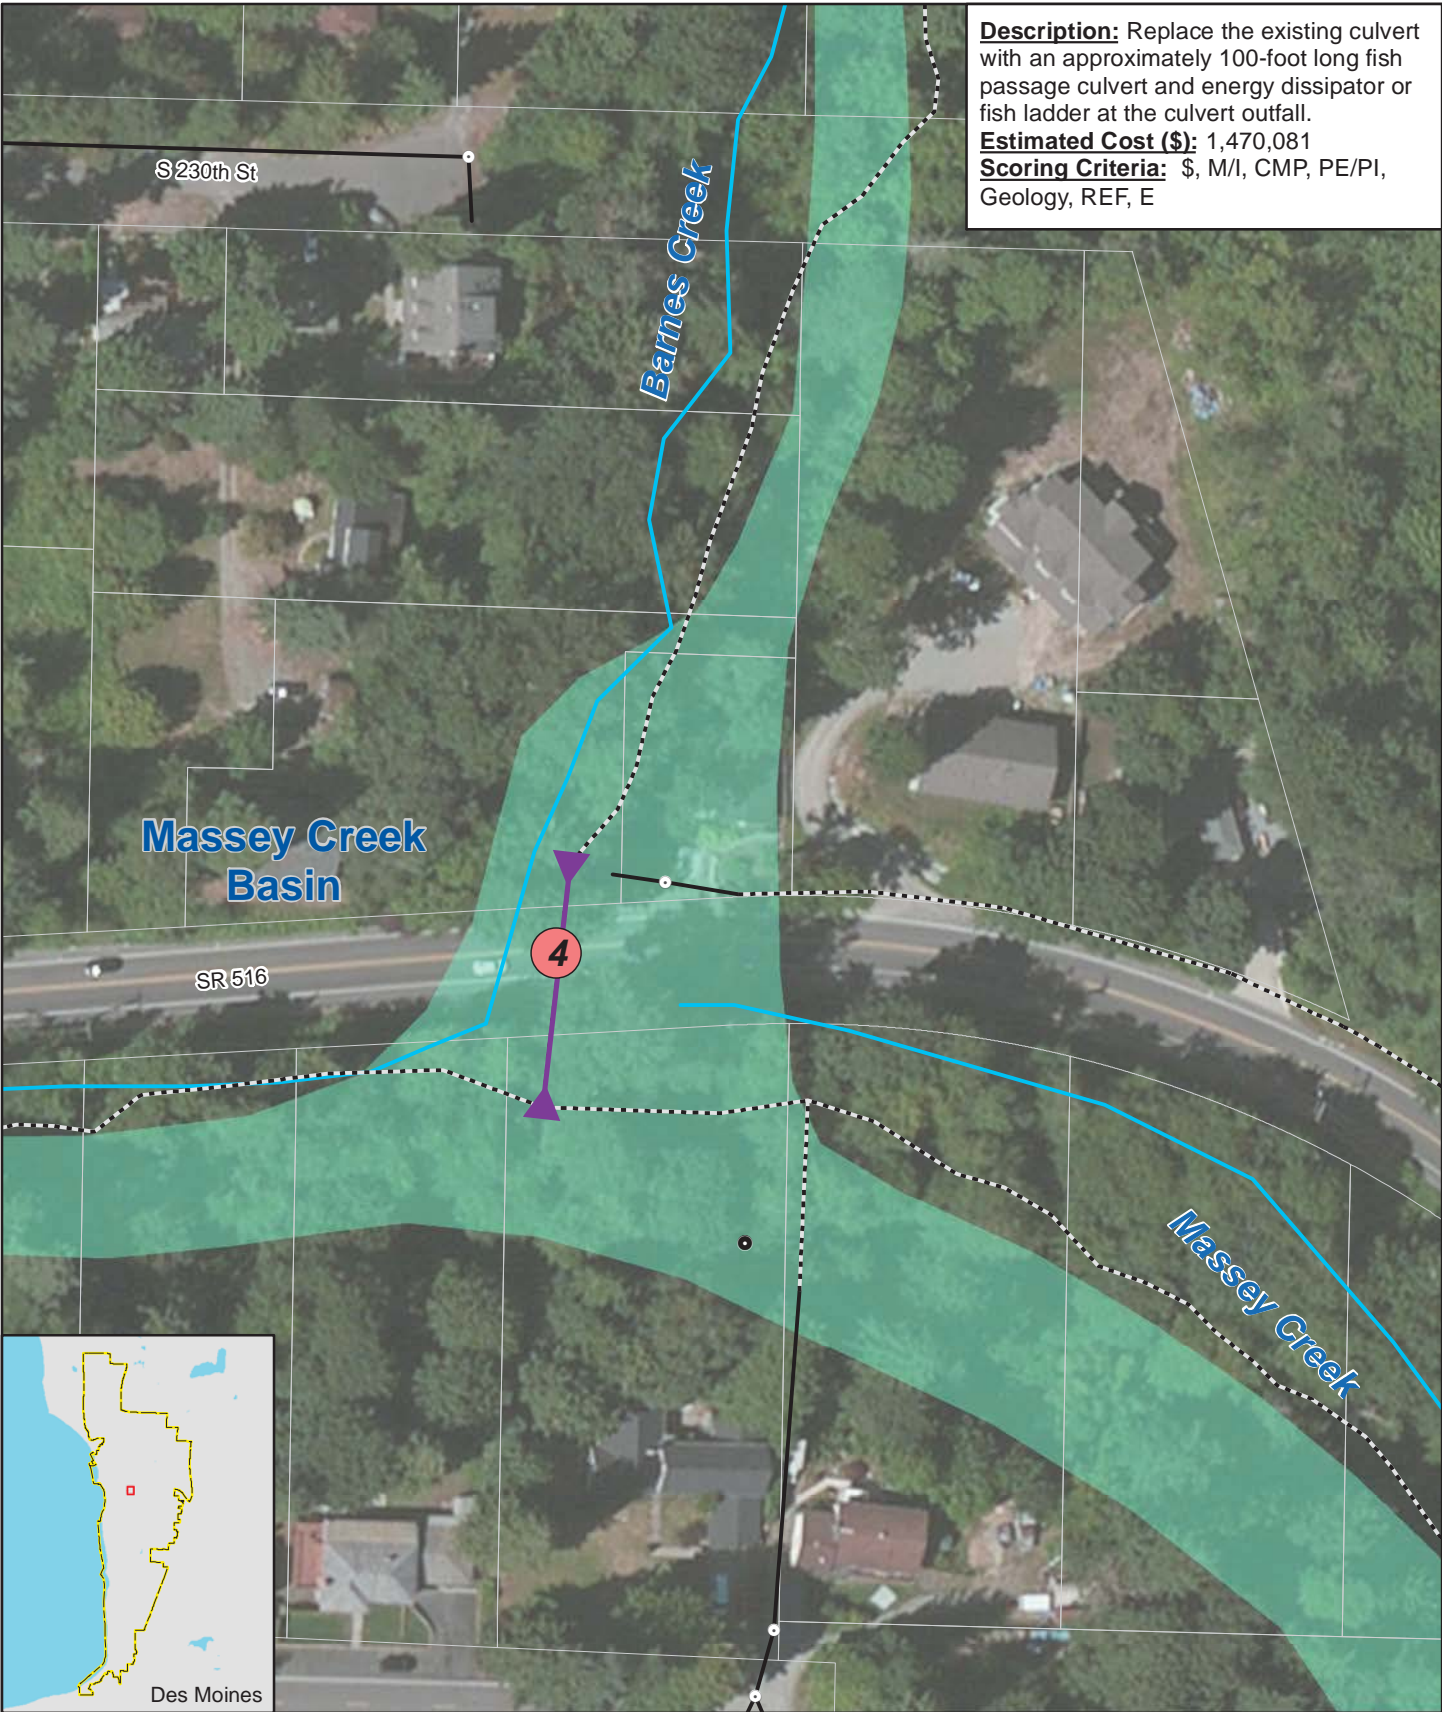 Description: Replace the existing culvert
with an approximately 100-foot long fish
passage culvert and energy dissipator or
fish ladder at the culvert outfall.
Estimated Cost ($): 1,470,081
Scoring Criteria: $, M/I, CMP, PE/PI,
Geology, REF, E
S 230th St
Barnes Creek
Massey Creek
Basin
4
SR 516
Massey Creek
Des Moines